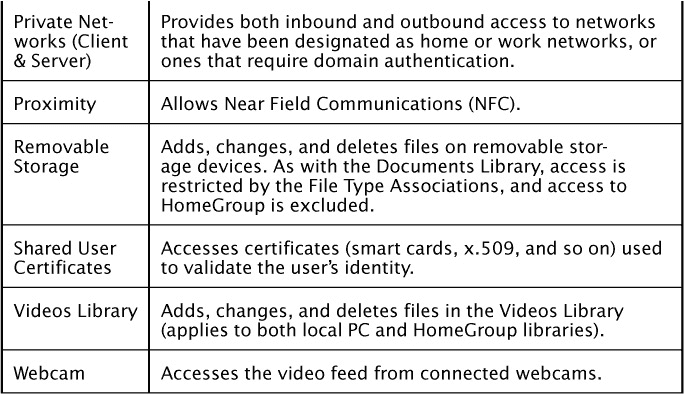 Private Net-
works (Client
& Server)
Provides both inbound and outbound access to networks
that have been designated as home or work networks, or
ones that require domain authentication.
Proximity
Allows Near Field Communications (NFC).
Removable
Storage
Adds, changes, and deletes files on removable stor-
age devices. As with the Documents Library, access is
restricted by the File Type Associations, and access to
HomeGroup is excluded.
Shared User
Certificates
Accesses certificates (smart cards, x.509, and so on) used
to validate the user’s identity.
Videos Library
Adds, changes, and deletes files in the Videos Library
(applies to both local PC and HomeGroup libraries).
Webcam
Accesses the video feed from connected webcams.